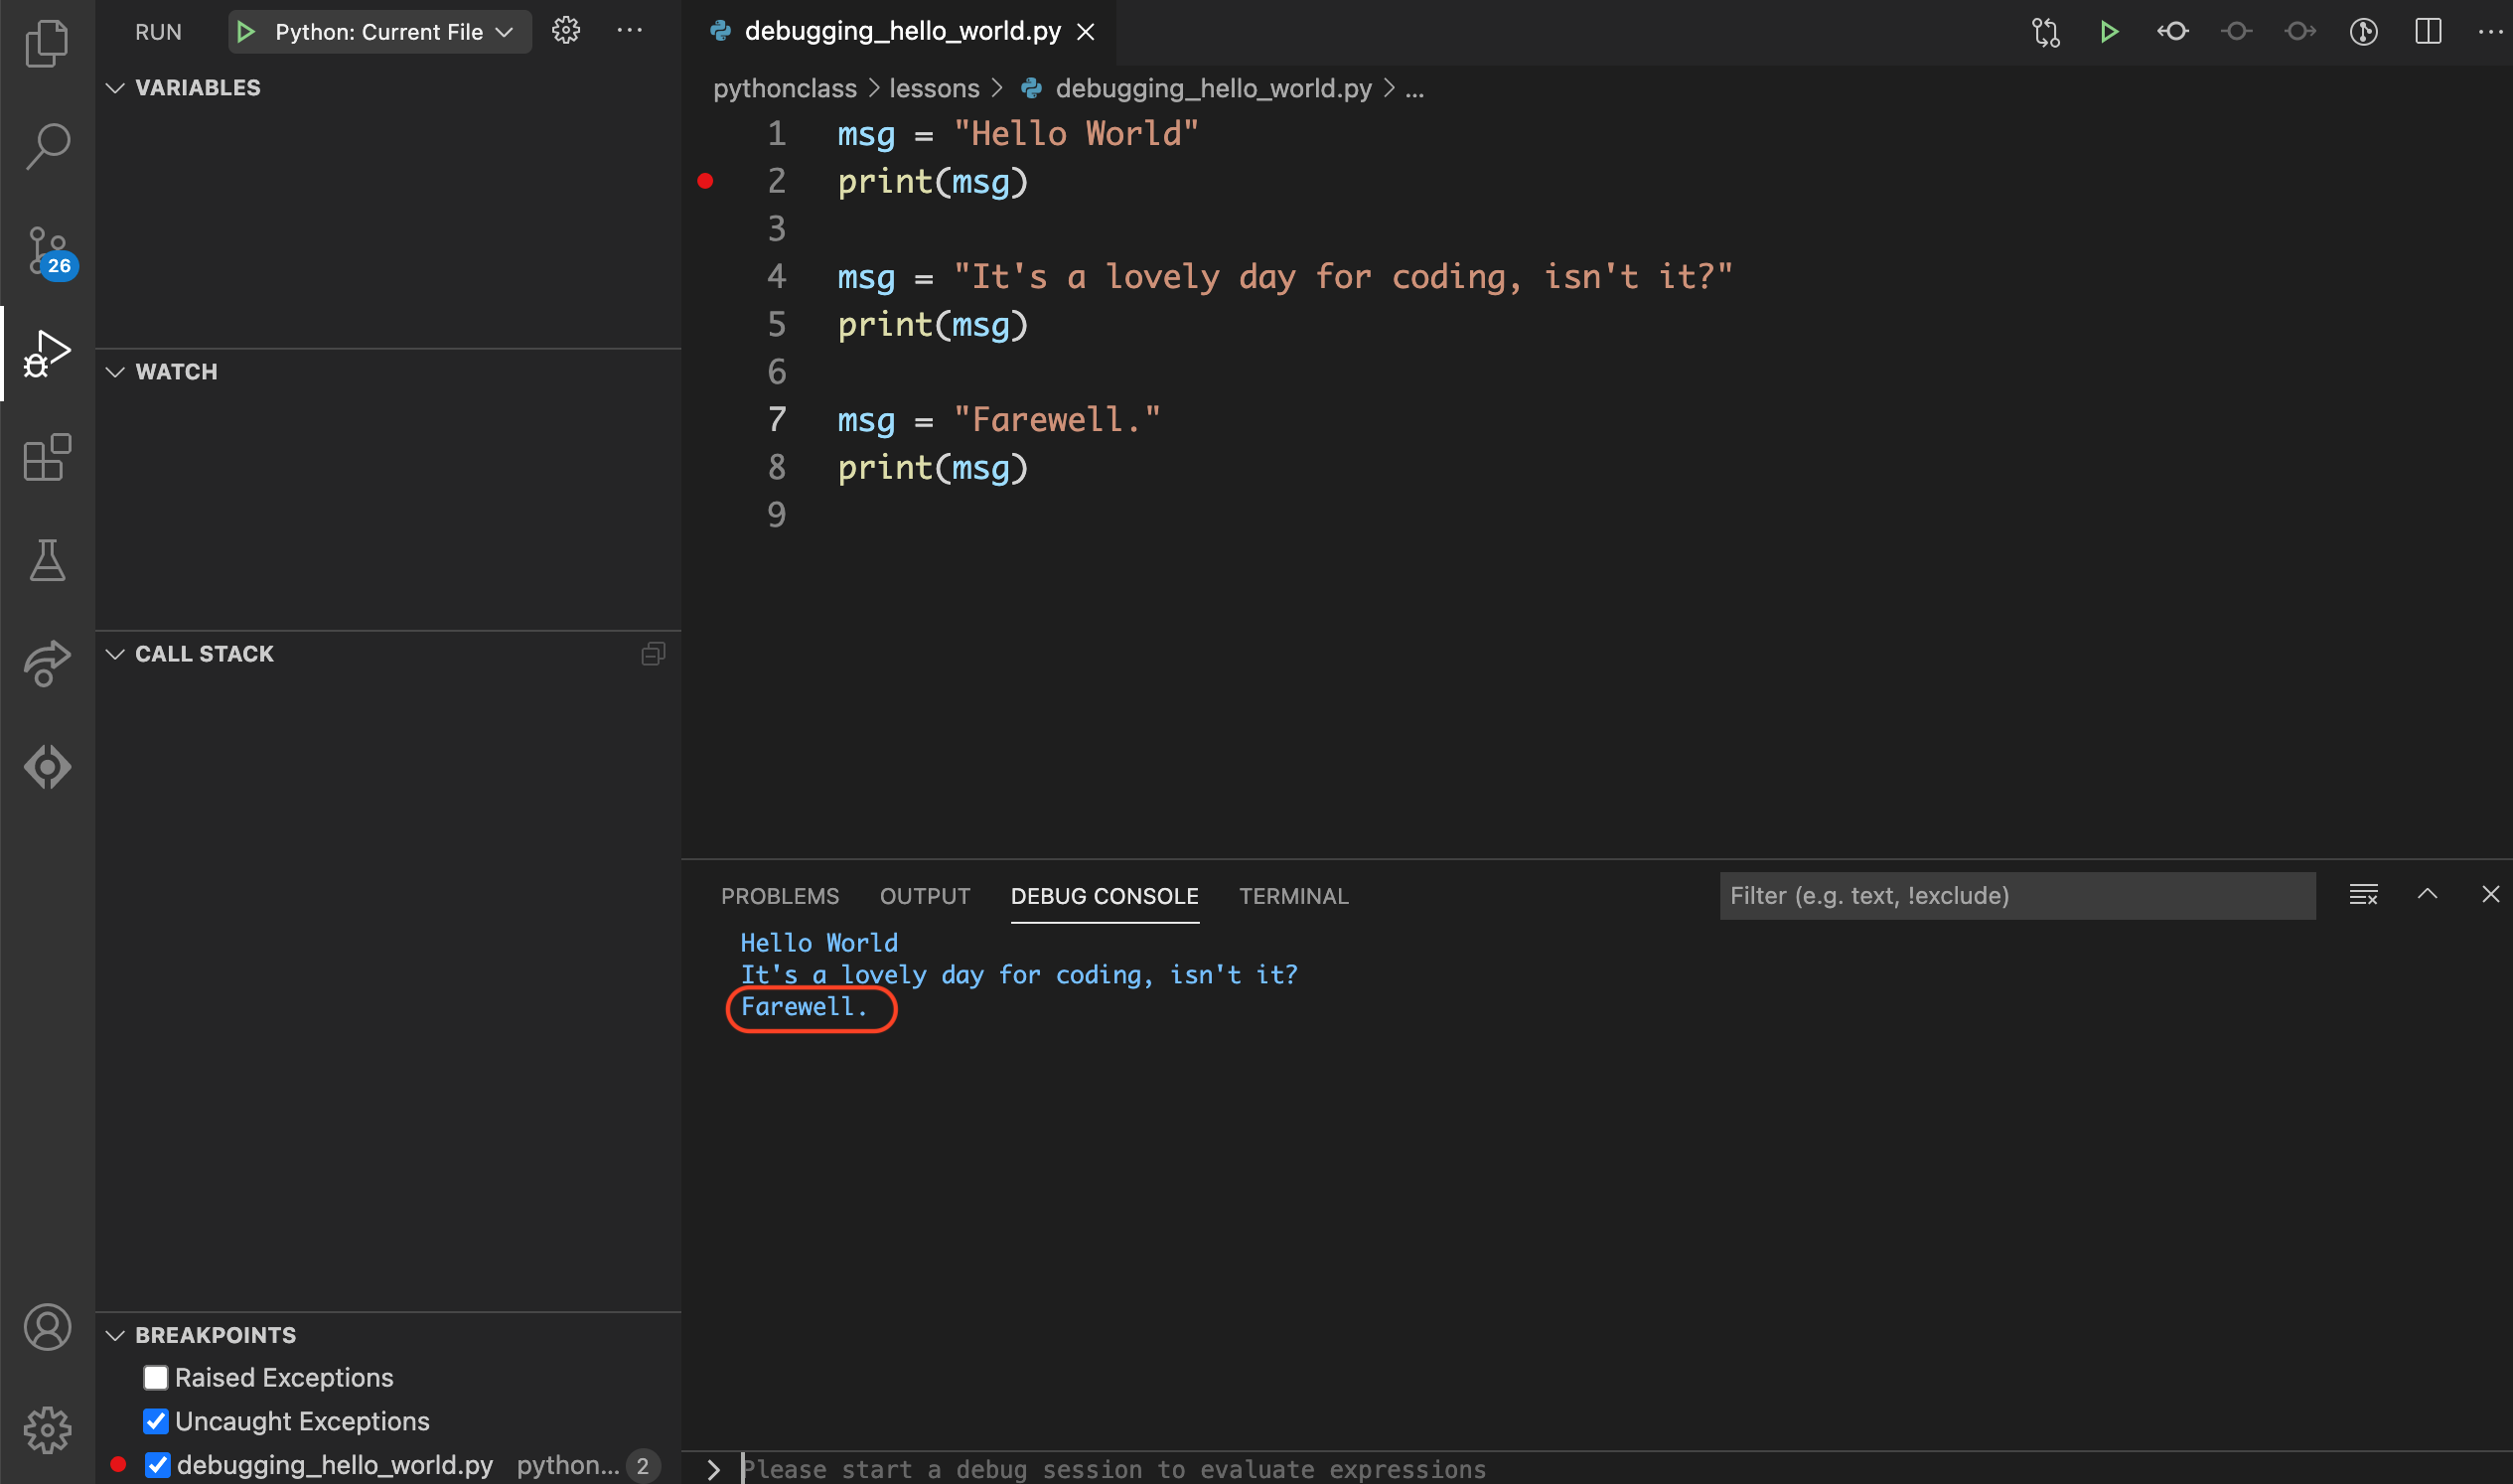 RUN
Python: Current File
VARIABLES
26
WATCH
CALL STACK
BREAKPOINTS
Raised Exceptions
Uncaught Exceptions
debugging_hello_world.py python... 2
debugging_hello_world.py
pythonclass > lessons > debugging_hello_world.py > ...
1 msg = "Hello World"
2 print(msg)
3
4 msg = "It's a lovely day for coding, isn't it?"
5 print(msg)
6
7 msg = "Farewell."
8 print(msg)
9
PROBLEMS OUTPUT DEBUG CONSOLE TERMINAL
Filter (e.g. text, !exclude)
Hello World
It's a lovely day for coding, isn't it?
Farewell.
Please start a debug session to evaluate expressions